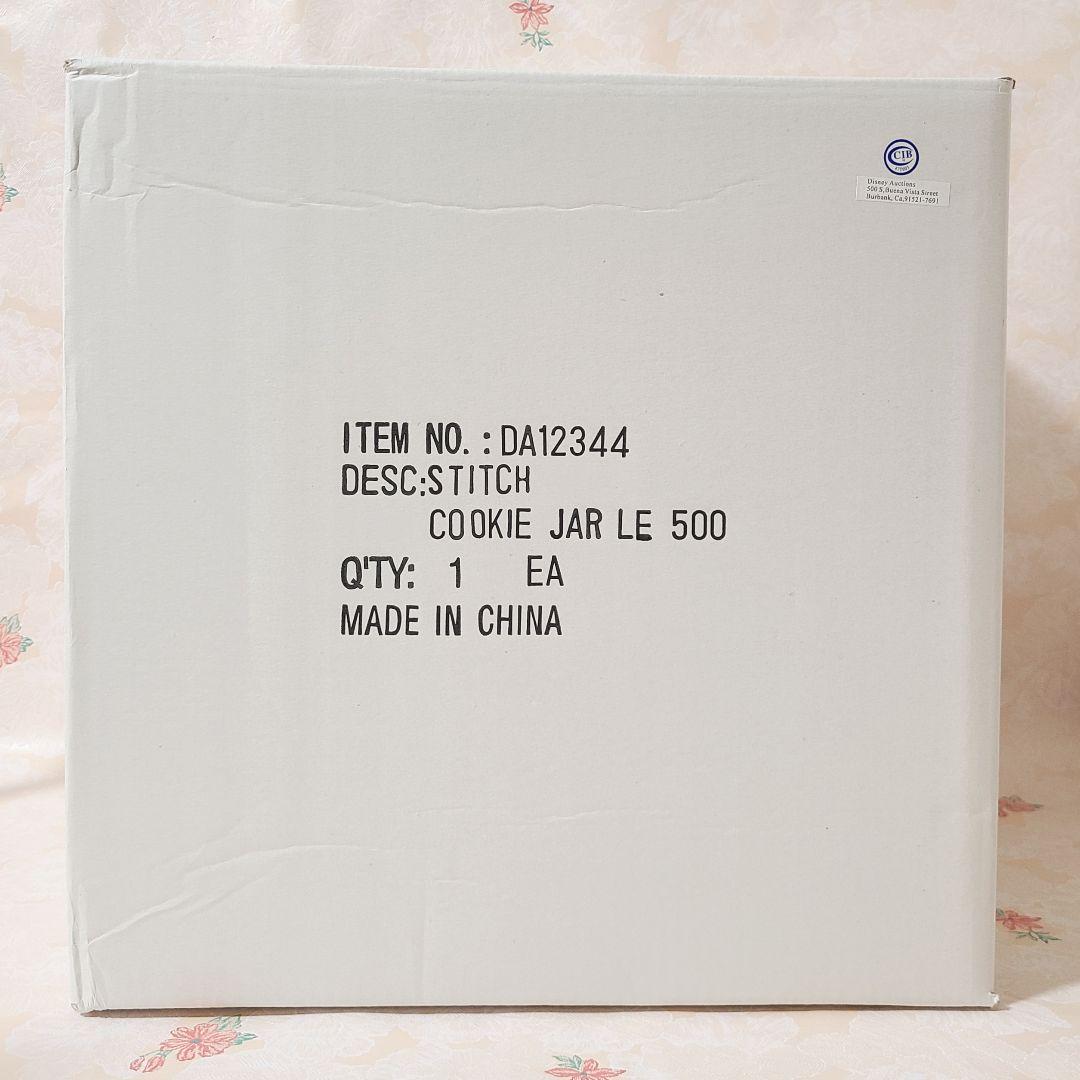 CIB
Disney Auctions
500 S,Buena Vista Street
Burbank, Ca,91521-7691
ITEM NO.:DA12344
DESC:STITCH
COOKIE JAR LE 500
Q'TY: 1 EA
MADE IN CHINA